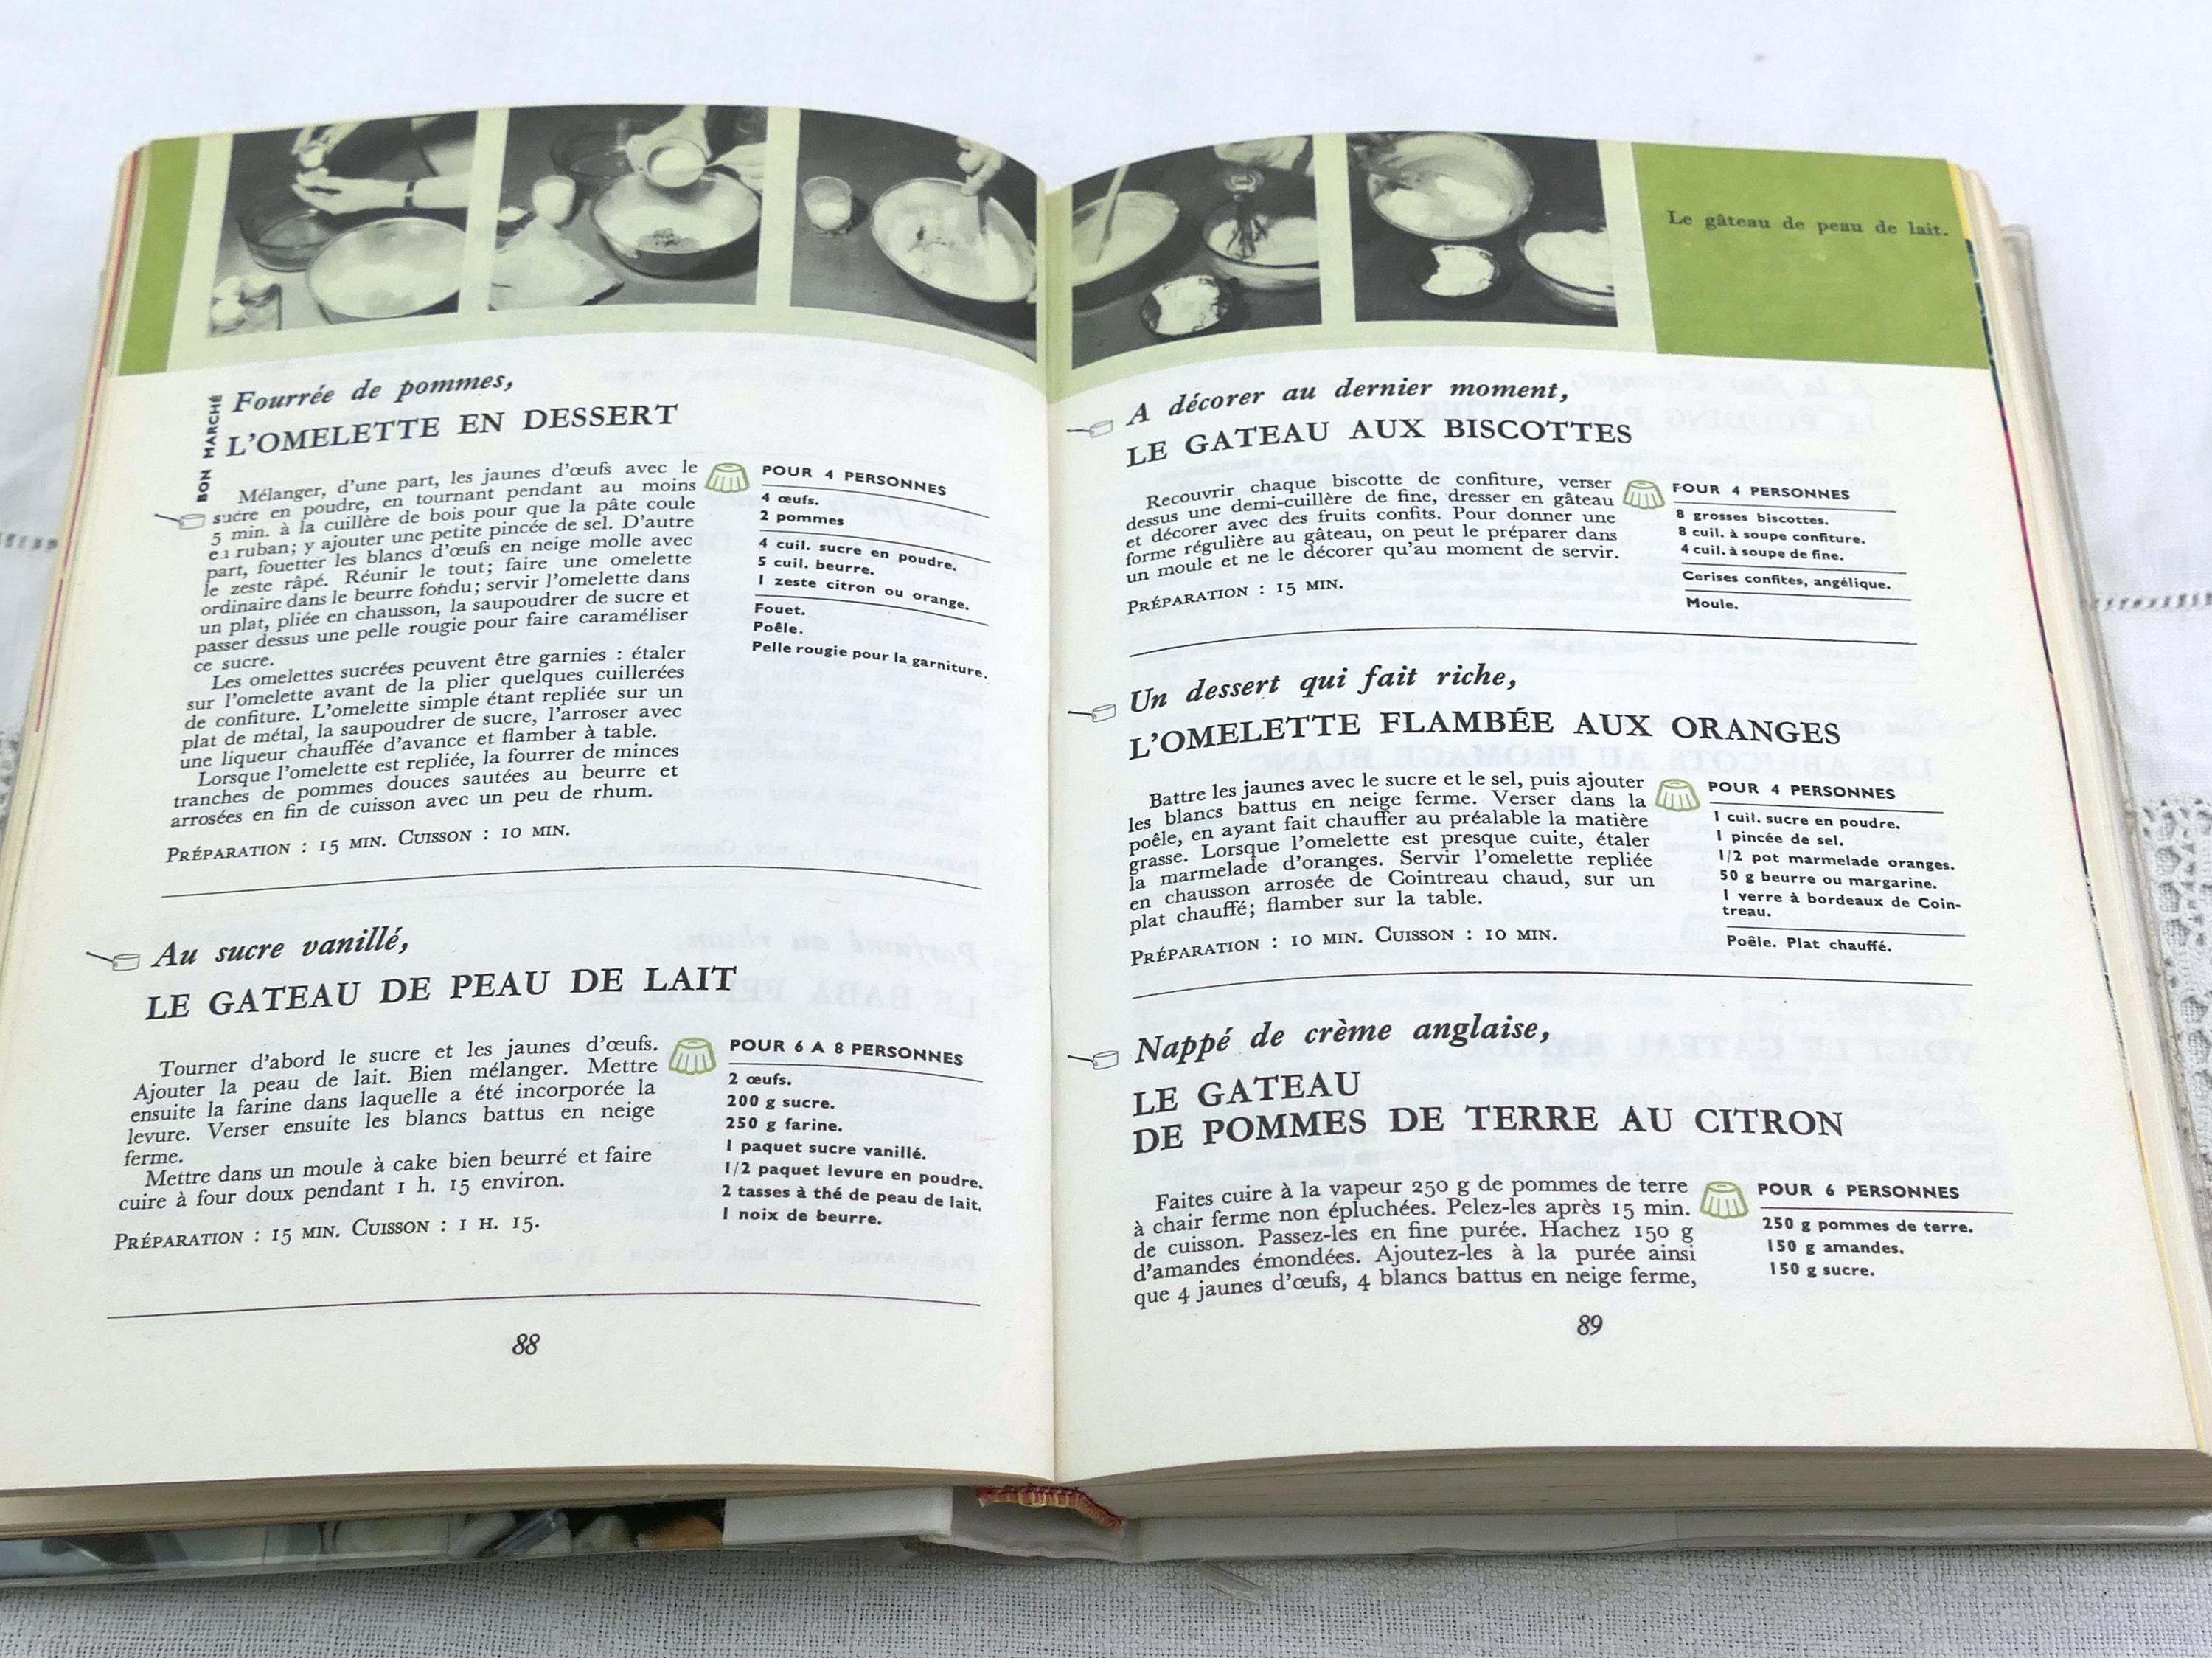 BON MARCHÉ
Fourrée de pommes,
L'OMELETTE EN DESSERT
Mélanger, d'une part, les jaunes d'œufs avec le
sucre en poudre, en tournant pendant au moins
5 min. à la cuillère de bois pour que la pâte coule
en ruban; y ajouter une petite pincée de sel. D'autre
part, fouetter les blancs d'œufs en neige molle avec
le zeste râpé. Réunir le tout; faire une omelette
ordinaire dans le beurre fondu; servir l'omelette dans
un plat, pliée en chausson, la saupoudrer de sucre et
passer dessus une pelle rougie pour faire caraméliser
ce sucre.
Les omelettes sucrées peuvent être garnies : étaler
sur l'omelette avant de la plier quelques cuillerées
de confiture. L'omelette simple étant repliée sur un
plat de métal, la saupoudrer de sucre, l'arroser avec
une liqueur chauffée d'avance et flamber à table.
Lorsque l'omelette est repliée, la fourrer de minces
tranches de pommes douces sautées au beurre et
arrosées en fin de cuisson avec un peu de rhum.
PRÉPARATION : 15 MIN. CUISSON : 10 MIN.
POUR 4 PERSONNES
4 œufs.
2 pommes
4 cuil. sucre en poudre.
5 cuil. beurre.
1 zeste citron ou orange.
Fouet.
Poêle.
Pelle rougie pour la garniture.
Au sucre vanillé,
LE GATEAU DE PEAU DE LAIT
Tourner d'abord le sucre et les jaunes d'œufs.
Ajouter la peau de lait. Bien mélanger. Mettre
ensuite la farine dans laquelle a été incorporée la
levure. Verser ensuite les blancs battus en neige
ferme.
Mettre dans un moule à cake bien beurré et faire
cuire à four doux pendant 1 h. 15 environ.
PRÉPARATION : 15 MIN. CUISSON : 1 H. 15.
POUR 6 A 8 PERSONNES
2 œufs.
200 g sucre.
250 g farine.
1 paquet sucre vanillé.
1/2 paquet levure en poudre.
2 tasses à thé de peau de lait.
1 noix de beurre.
88
Le gâteau de peau de lait.
A décorer au dernier moment,
LE GATEAU AUX BISCOTTES
Recouvrir chaque biscotte de confiture, verser
dessus une demi-cuillère de fine, dresser en gâteau
et décorer avec des fruits confits. Pour donner une
forme régulière au gâteau, on peut le préparer dans
un moule et ne le décorer qu'au moment de servir.
PRÉPARATION : 15 MIN.
POUR 4 PERSONNES
8 grosses biscottes.
8 cuil. à soupe confiture.
4 cuil. à soupe de fine.
Cerises confites, angélique.
Moule.
Un dessert qui fait riche,
L'OMELETTE FLAMBÉE AUX ORANGES
Battre les jaunes avec le sucre et le sel, puis ajouter
les blancs battus en neige ferme. Verser dans la
poêle, en ayant fait chauffer au préalable la matière
grasse. Lorsque l'omelette est presque cuite, étaler
la marmelade d'oranges. Servir l'omelette repliée
en chausson arrosée de Cointreau chaud, sur un
plat chauffé; flamber sur la table.
PRÉPARATION : 10 MIN. CUISSON : 10 MIN.
POUR 4 PERSONNES
1 cuil. sucre en poudre.
1 pincée de sel.
1/2 pot marmelade oranges.
50 g beurre ou margarine.
1 verre à bordeaux de Coin-
treau.
Poêle. Plat chauffé.
Nappé de crème anglaise,
LE GATEAU
DE POMMES DE TERRE AU CITRON
Faites cuire à la vapeur 250 g de pommes de terre
à chair ferme non épluchées. Pelez-les après 15 min.
de cuisson. Passez-les en fine purée. Hachez 150 g
d'amandes émondées. Ajoutez-les à la purée ainsi
que 4 jaunes d'œufs, 4 blancs battus en neige ferme,
POUR 6 PERSONNES
250 g pommes de terre.
150 g amandes.
150 g sucre.
89